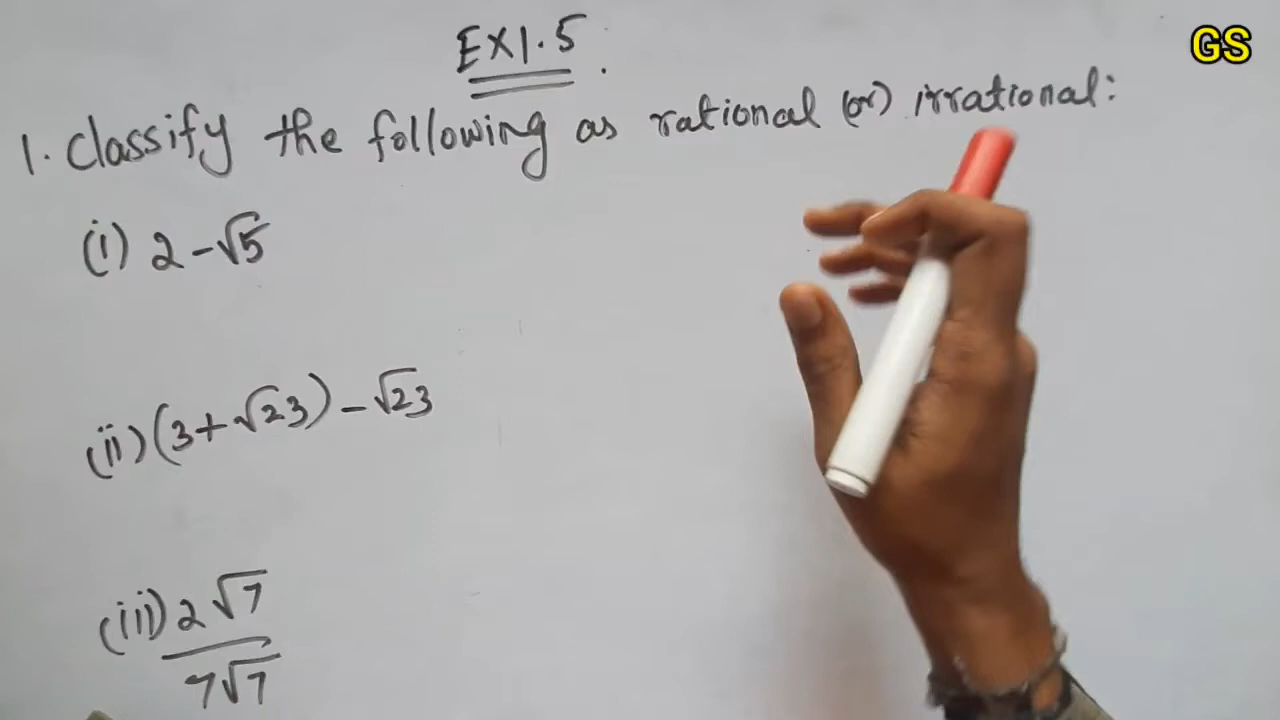 EX1.5.
GS
1. Classify the following as rational (or) irrational:
(i) 2 - √5
(ii) (3 + √23) - √23
(iii) 2√7
7√7